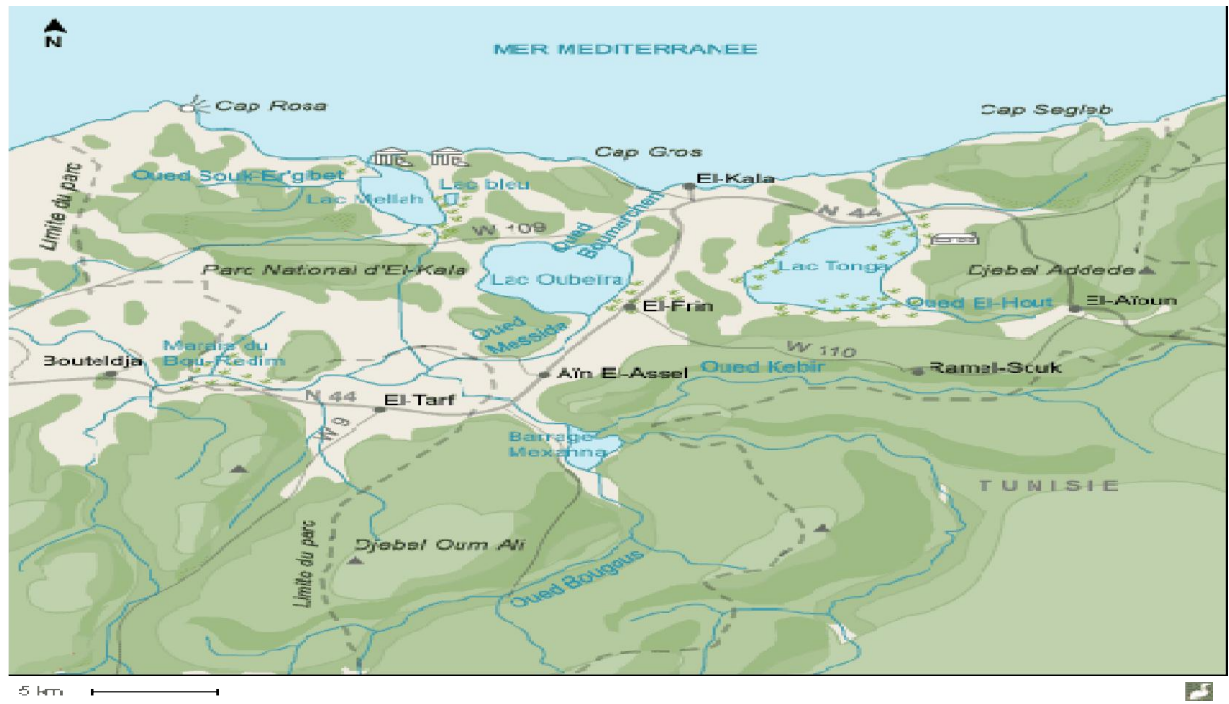 N
MER MEDITERRANEE
Cap Rosa
Cap Segleb
Cap Gros
Oued Souk-Er'gibet
Lac Mellah
Lac bleu
El-Kala
Limite du parc
W 109
Oued
Boumarchen
N 44
Parc National d'El-Kala
Lac Oubeïra
Lac Tonga
Djebel Addede
El-Frin
Oued El-Hout
El-Aïoun
Oued
Messida
Marais du
Bou-Redim
Bouteldja
W 110
Aïn El-Assel
Oued Kebir
Ramel-Souk
N 44
El-Tarf
W 9
Barrage
Mexanna
TUNISIE
Limite du parc
Djebel Oum Ali
Oued Bougous
5 km